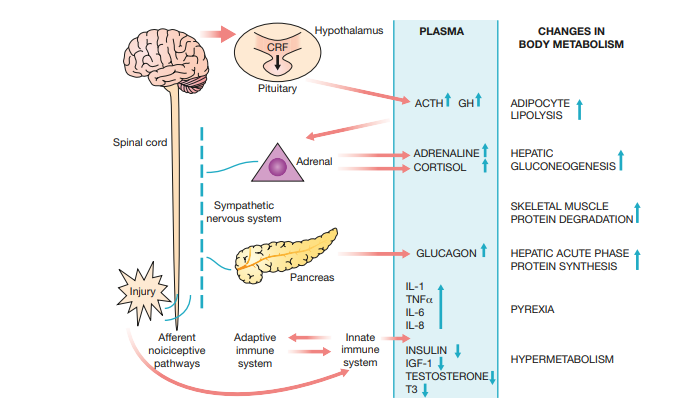 Hypothalamus
CRF
Pituitary
Spinal cord
Adrenal
Sympathetic
nervous system
Pancreas
Injury
Afferent
noiciceptive
pathways
Adaptive
immune
system
Innate
immune
system
PLASMA
ACTH GH
ADRENALINE
CORTISOL
GLUCAGON
IL-1
TNFα
IL-6
IL-8
INSULIN
IGF-1
TESTOSTERONE
T3
CHANGES IN
BODY METABOLISM
ADIPOCYTE
LIPOLYSIS
HEPATIC
GLUCONEOGENESIS
SKELETAL MUSCLE
PROTEIN DEGRADATION
HEPATIC ACUTE PHASE
PROTEIN SYNTHESIS
PYREXIA
HYPERMETABOLISM